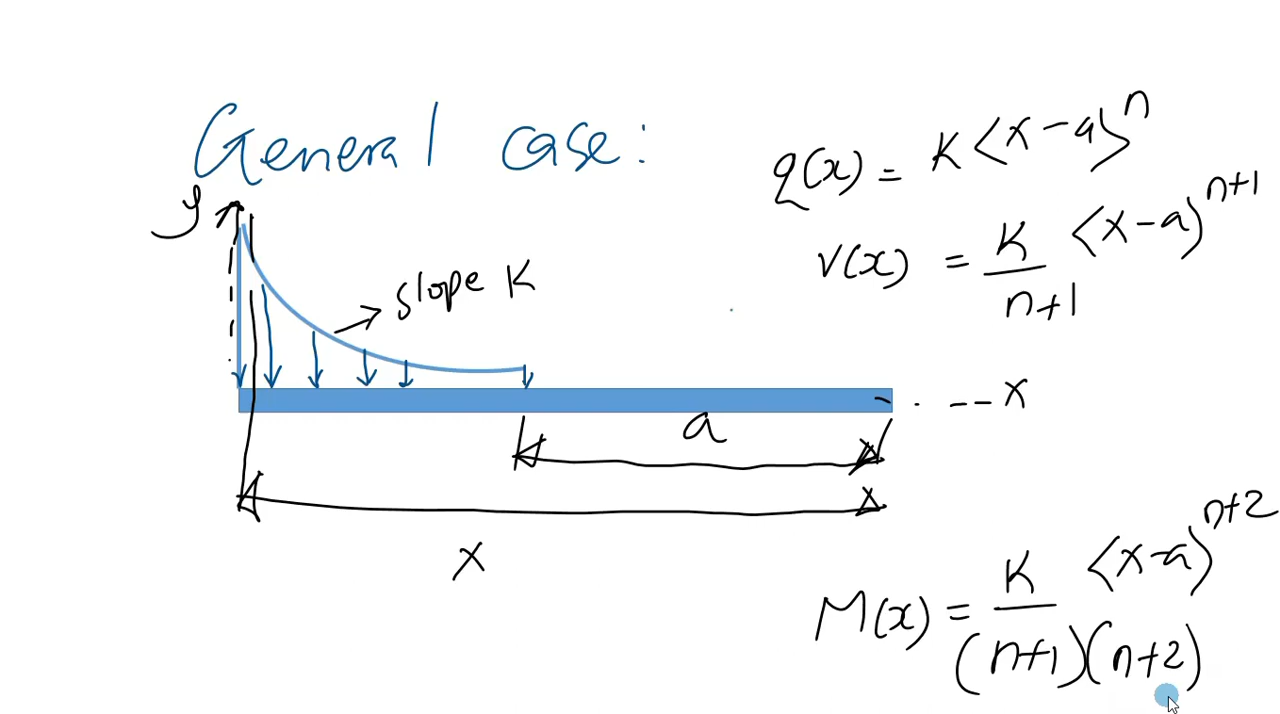 General case:
q(x) = K<x-a>^n
V(x) = K/n+1 <x-a>^n+1
y
slope K
x
a
x
M(x) = K/(n+1)(n+2) <x-a>^n+2